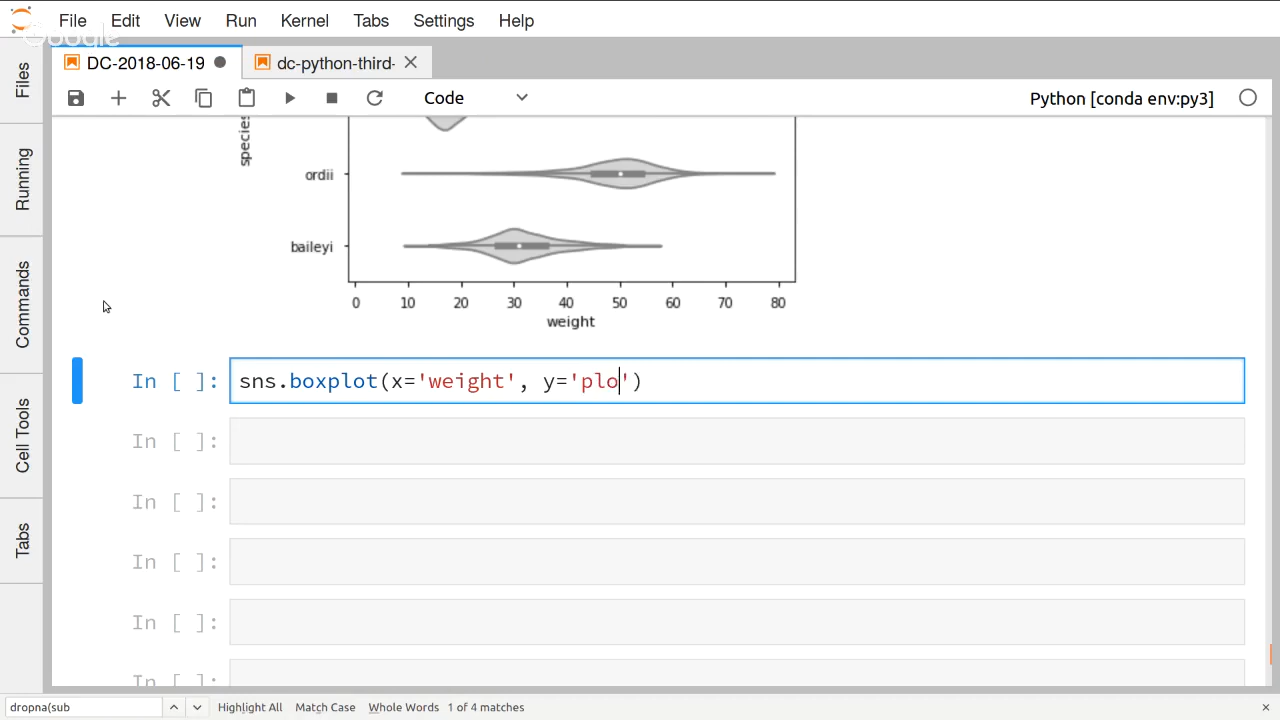 File Edit View Run Kernel Tabs Settings Help
Google
DC-2018-06-19 dc-python-third-
Code Python [conda env:py3]
Files
Running
Commands
Cell Tools
Tabs
species
ordii
baileyi
0 10 20 30 40 50 60 70 80
weight
In [ ]: sns.boxplot(x='weight', y='plo')
In [ ]:
In [ ]:
In [ ]:
In [ ]:
In [ ]:
dropna(sub Highlight All Match Case Whole Words 1 of 4 matches